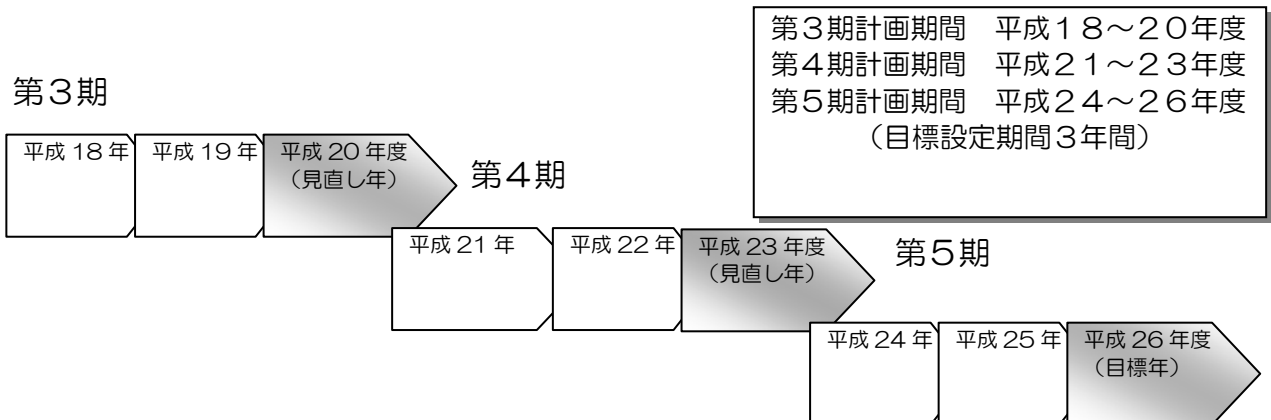 第３期計画期間　平成１８～２０年度
第４期計画期間　平成２１～２３年度
第５期計画期間　平成２４～２６年度
（目標設定期間３年間）
第３期
平成 18 年
平成 19 年
平成 20 年度
（見直し年）
第４期
平成 21 年
平成 22 年
平成 23 年度
（見直し年）
第５期
平成 24 年
平成 25 年
平成 26 年度
（目標年）